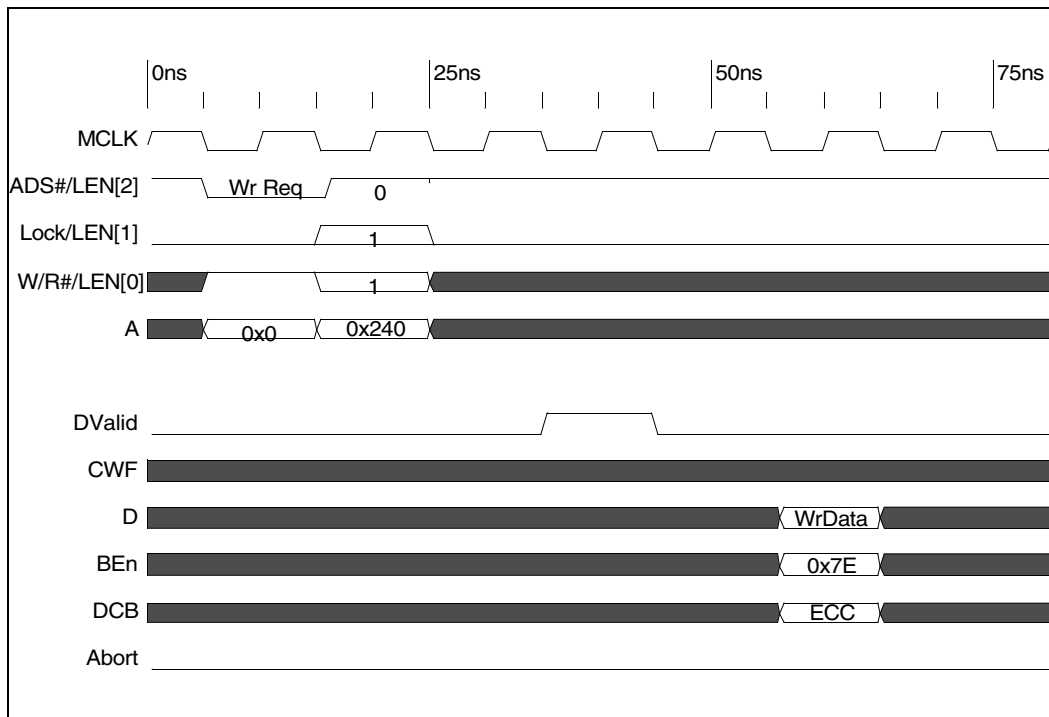 0ns 25ns 50ns 75ns
MCLK
ADS#/LEN[2] Wr Req 0
Lock/LEN[1] 1
W/R#/LEN[0] 1
A 0x0 0x240
DValid
CWF
D WrData
BEn 0x7E
DCB ECC
Abort